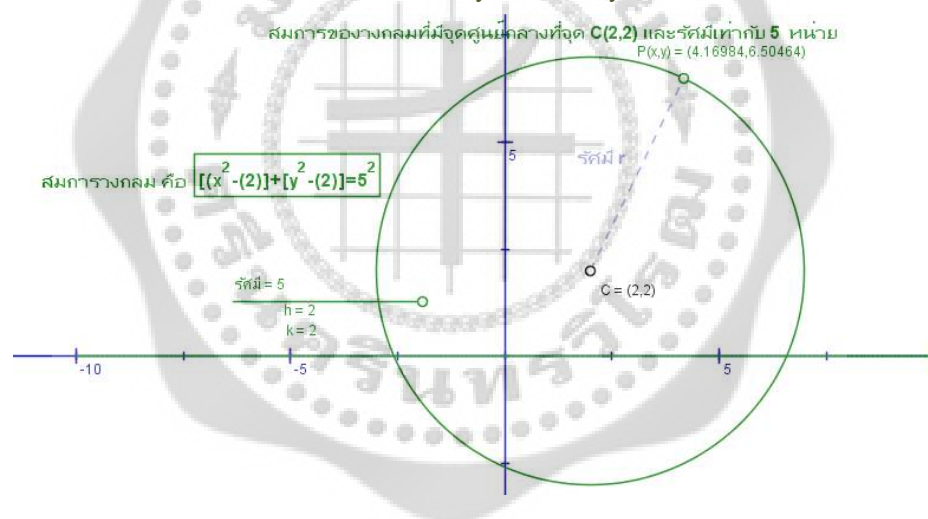 สมการของวงกลมที่มีจุดศูนย์กลางที่จุด C(2,2) และรัศมีเท่ากับ 5 หน่วย
P(x,y) = (4.16984,6.50464)
5
รัศมี r
สมการวงกลม คือ [(x²-(2)]+[y²-(2)]=5²
C = (2,2)
รัศมี = 5
h = 2
k = 2
-10
-5
5